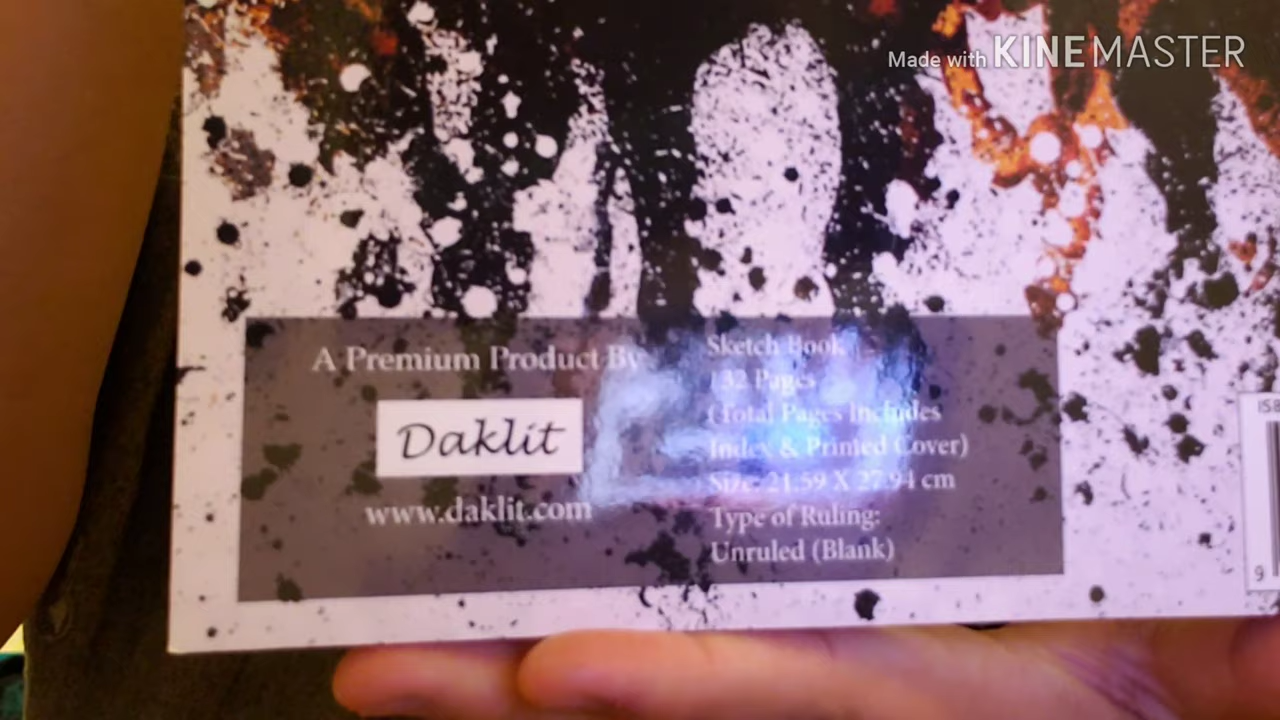 Made with KINEMASTER
A Premium Product By
Daklit
www.daklit.com
Sketch Book
132 Pages
(Total Pages Includes
Index & Printed Cover)
Size: 21.59 X 27.94 cm
Type of Ruling:
Unruled (Blank)
9